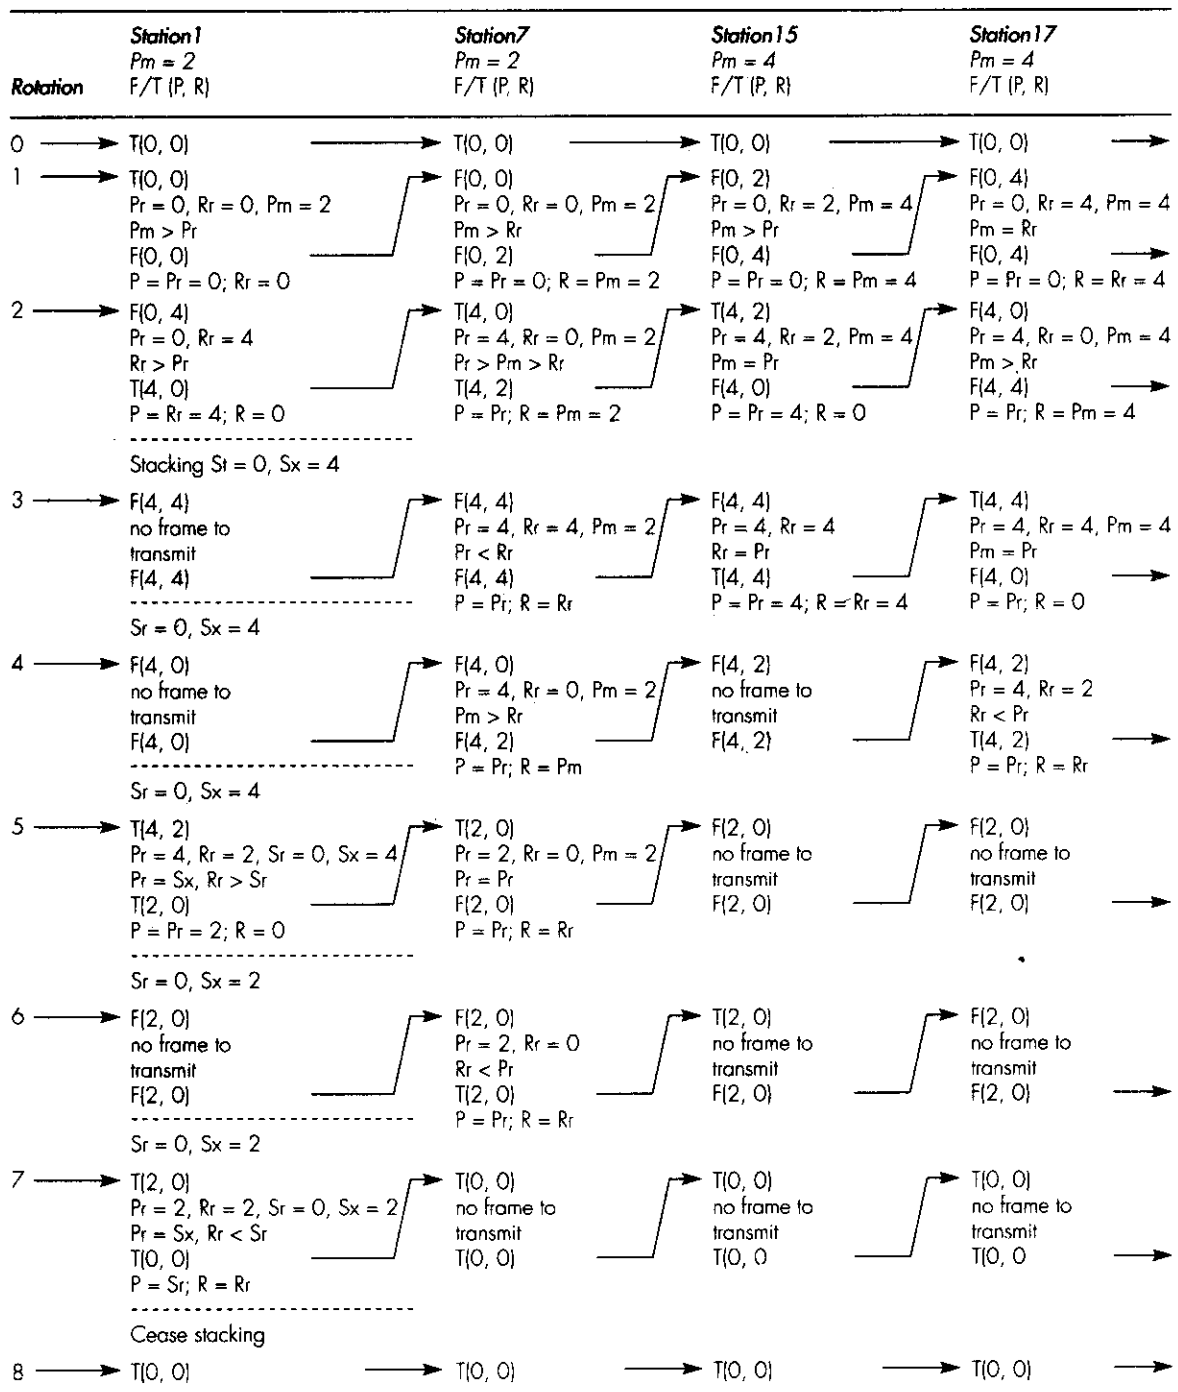 Station1 Station7 Station15 Station17
Pm = 2 Pm = 2 Pm = 4 Pm = 4
Rotation F/T (P, R) F/T (P, R) F/T (P, R) F/T (P, R)
0 T(0, 0) T(0, 0) T(0, 0) T(0, 0)
1 T(0, 0) F(0, 0) F(0, 2) F(0, 4)
Pr = 0, Rr = 0, Pm = 2 Pr = 0, Rr = 0, Pm = 2 Pr = 0, Rr = 2, Pm = 4 Pr = 0, Rr = 4, Pm = 4
Pm > Pr Pm > Rr Pm > Pr Pm = Rr
F(0, 0) F(0, 2) F(0, 4) F(0, 4)
P = Pr = 0; Rr = 0 P = Pr = 0; R = Pm = 2 P = Pr = 0; R = Pm = 4 P = Pr = 0; R = Rr = 4
2 F(0, 4) T(4, 0) T(4, 2) F(4, 0)
Pr = 0, Rr = 4 Pr = 4, Rr = 0, Pm = 2 Pr = 4, Rr = 2, Pm = 4 Pr = 4, Rr = 0, Pm = 4
Rr > Pr Pr > Pm > Rr Pm = Pr Pm > Rr
T(4, 0) T(4, 2) F(4, 0) F(4, 4)
P = Rr = 4; R = 0 P = Pr; R = Pm = 2 P = Pr = 4; R = 0 P = Pr; R = Pm = 4
Stacking St = 0, Sx = 4
3 F(4, 4) F(4, 4) F(4, 4) T(4, 4)
no frame to Pr = 4, Rr = 4, Pm = 2 Pr = 4, Rr = 4 Pr = 4, Rr = 4, Pm = 4
transmit Pr < Rr Rr = Pr Pm = Pr
F(4, 4) F(4, 4) T(4, 4) F(4, 0)
P = Pr; R = Rr P = Pr = 4; R = Rr = 4 P = Pr; R = 0
Sr = 0, Sx = 4
4 F(4, 0) F(4, 0) F(4, 2) F(4, 2)
no frame to Pr = 4, Rr = 0, Pm = 2 no frame to Pr = 4, Rr = 2
transmit Pm > Rr transmit Rr < Pr
F(4, 0) F(4, 2) F(4, 2) T(4, 2)
P = Pr; R = Pm P = Pr; R = Rr
Sr = 0, Sx = 4
5 T(4, 2) T(2, 0) F(2, 0) F(2, 0)
Pr = 4, Rr = 2, Sr = 0, Sx = 4 Pr = 2, Rr = 0, Pm = 2 no frame to no frame to
Pr = Sx, Rr > Sr Pr = Pr transmit transmit
T(2, 0) F(2, 0) F(2, 0) F(2, 0)
P = Pr = 2; R = 0 P = Pr; R = Rr
Sr = 0, Sx = 2
6 F(2, 0) F(2, 0) T(2, 0) F(2, 0)
no frame to Pr = 2, Rr = 0 no frame to no frame to
transmit Rr < Pr transmit transmit
F(2, 0) T(2, 0) F(2, 0) F(2, 0)
P = Pr; R = Rr
Sr = 0, Sx = 2
7 T(2, 0) T(0, 0) T(0, 0) T(0, 0)
Pr = 2, Rr = 2, Sr = 0, Sx = 2 no frame to no frame to no frame to
Pr = Sx, Rr < Sr transmit transmit transmit
T(0, 0) T(0, 0) T(0, 0 T(0, 0
P = Sr; R = Rr
Cease stacking
8 T(0, 0) T(0, 0) T(0, 0) T(0, 0)